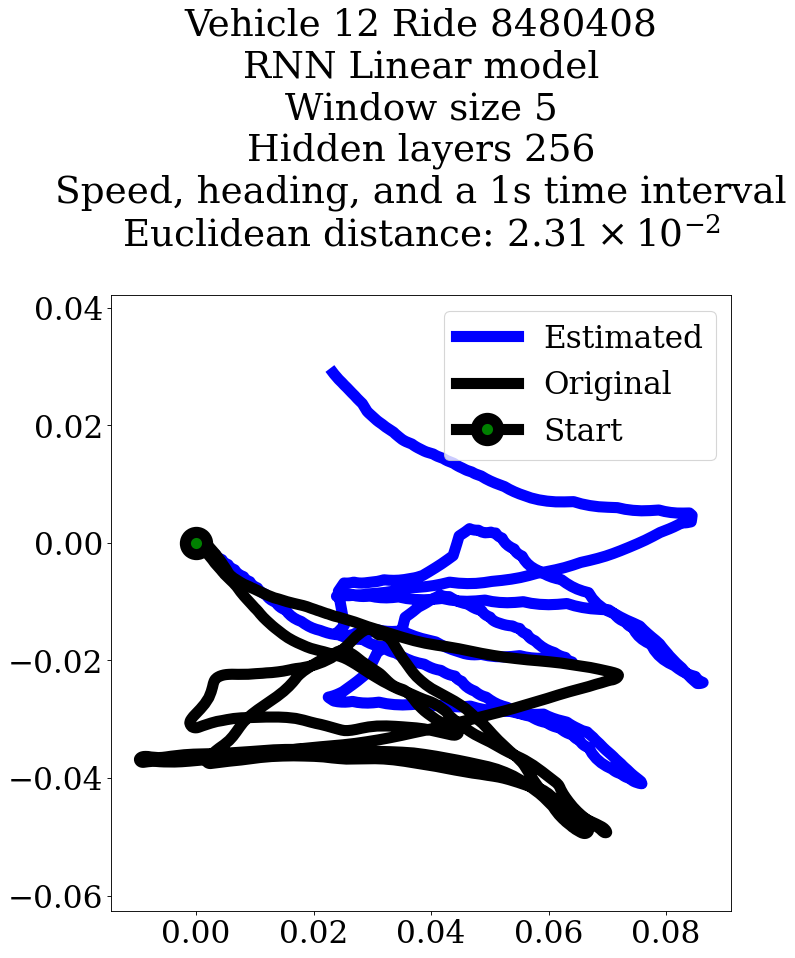 Vehicle 12 Ride 8480408
RNN Linear model
Window size 5
Hidden layers 256
Speed, heading, and a 1s time interval
Euclidean distance: 2.31 × 10⁻²
0.04
0.02
0.00
−0.02
−0.04
−0.06
Estimated
Original
Start
0.00 0.02 0.04 0.06 0.08